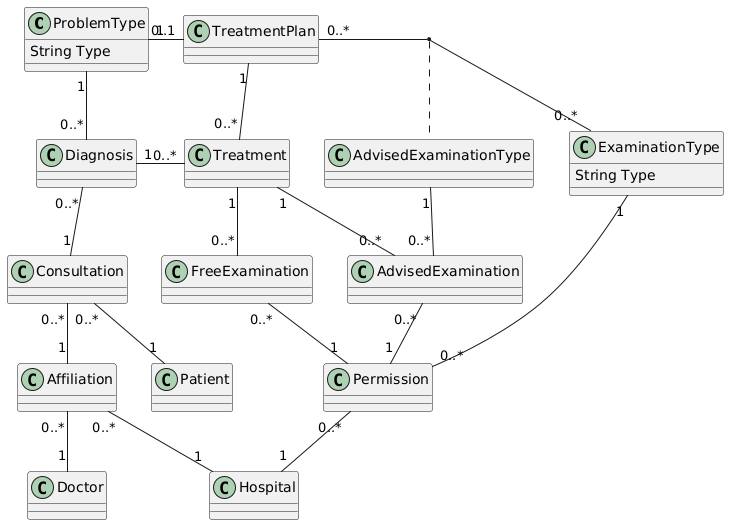 C ProblemType
String Type
0..1
1
C TreatmentPlan
0..*
1
1
0..*
0..*
0..*
C Diagnosis
1
0..*
C Treatment
C AdvisedExaminationType
C ExaminationType
String Type
0..*
1
1
1
1
1
0..*
0..*
0..*
C Consultation
C FreeExamination
C AdvisedExamination
0..*
0..*
0..*
0..*
1
1
1
1
0..*
C Affiliation
C Patient
C Permission
0..*
0..*
0..*
1
1
1
C Doctor
C Hospital